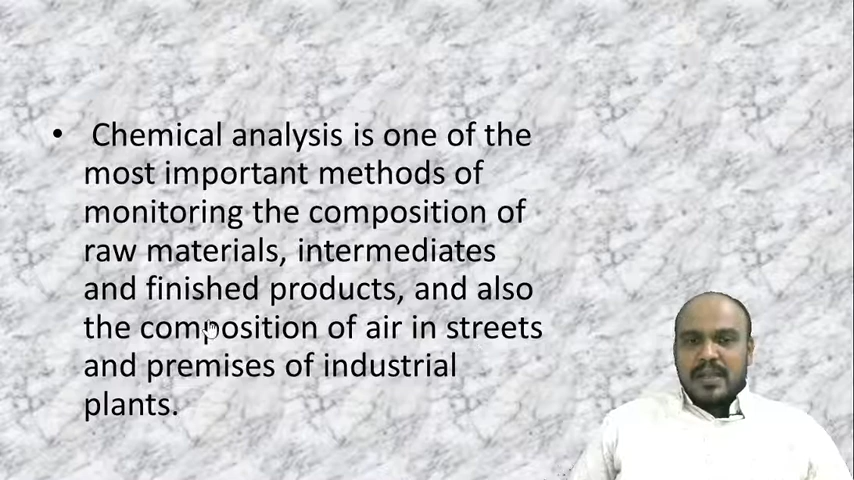 • Chemical analysis is one of the
most important methods of
monitoring the composition of
raw materials, intermediates
and finished products, and also
the composition of air in streets
and premises of industrial
plants.